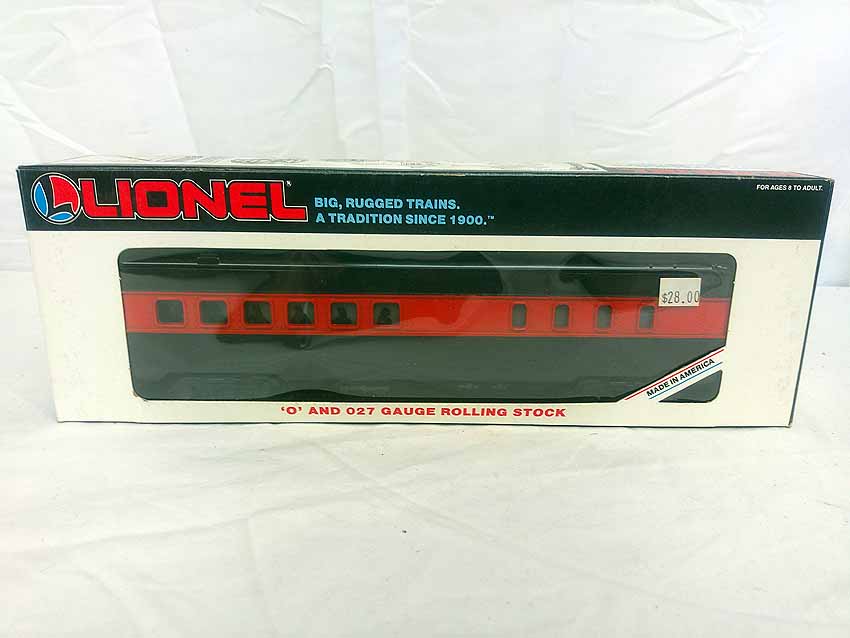 LIONEL®
BIG, RUGGED TRAINS.
A TRADITION SINCE 1900.™
FOR AGES 8 TO ADULT.
$28.00
MADE IN AMERICA
'O' AND 027 GAUGE ROLLING STOCK